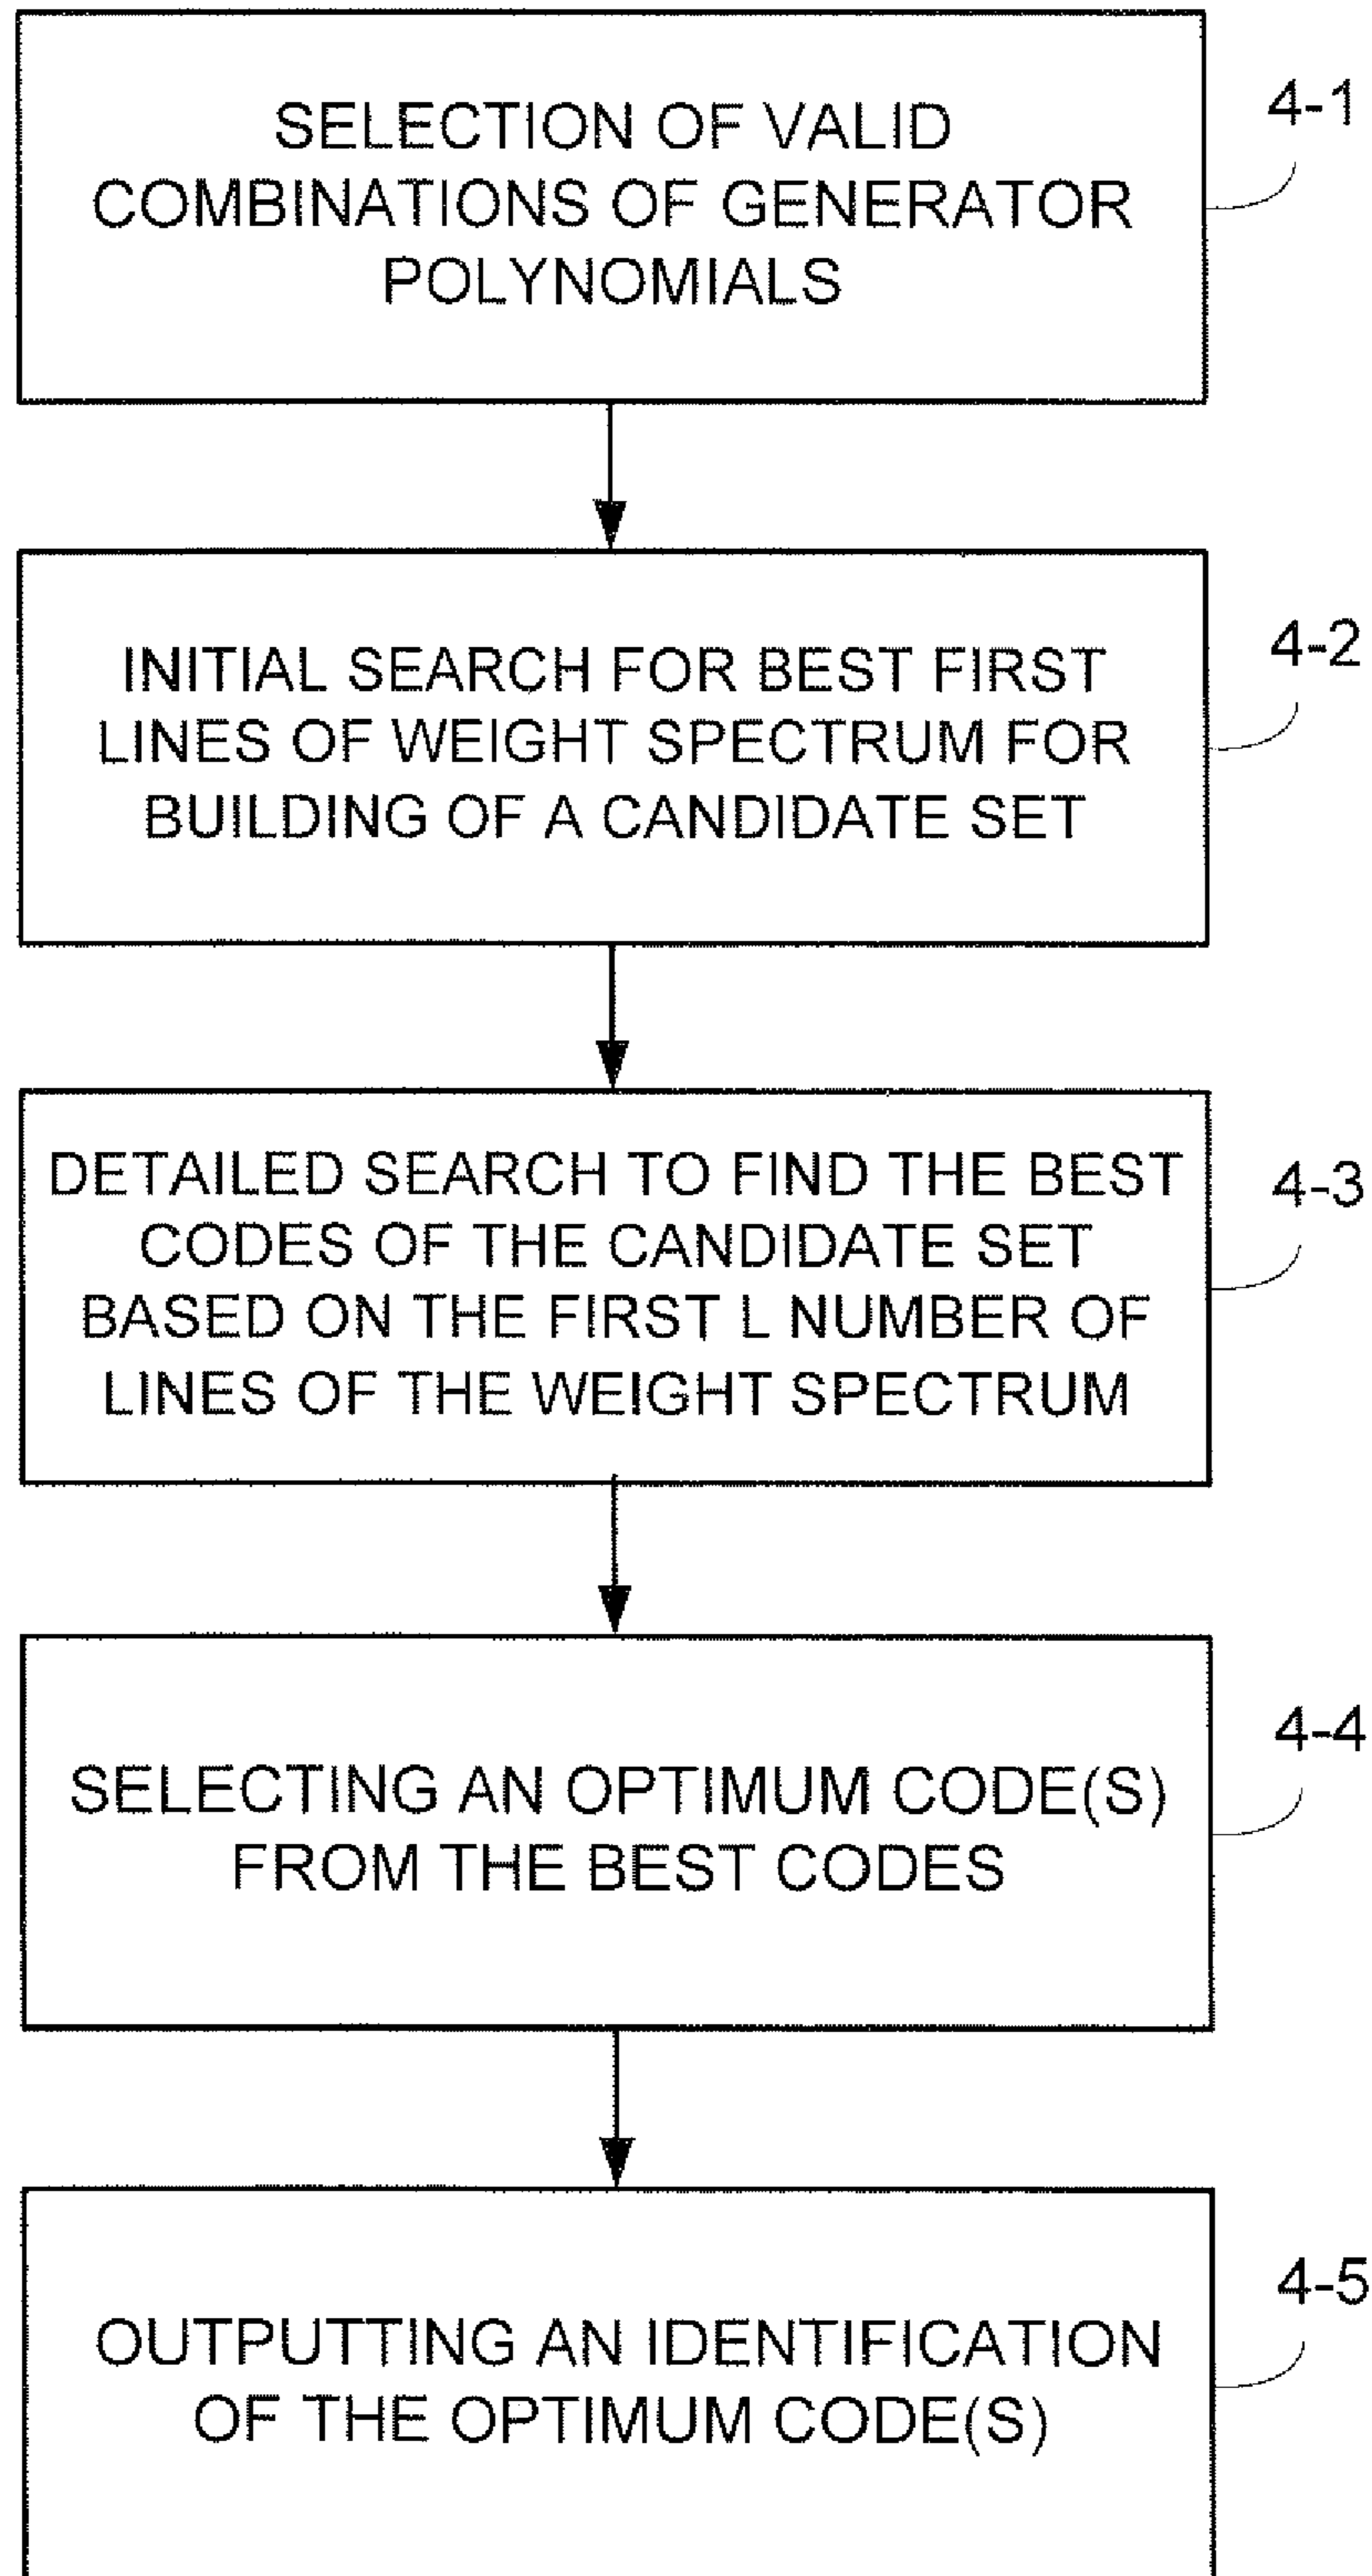 SELECTION OF VALID
COMBINATIONS OF GENERATOR
POLYNOMIALS
4-1
INITIAL SEARCH FOR BEST FIRST
LINES OF WEIGHT SPECTRUM FOR
BUILDING OF A CANDIDATE SET
4-2
DETAILED SEARCH TO FIND THE BEST
CODES OF THE CANDIDATE SET
BASED ON THE FIRST L NUMBER OF
LINES OF THE WEIGHT SPECTRUM
4-3
SELECTING AN OPTIMUM CODE(S)
FROM THE BEST CODES
4-4
OUTPUTTING AN IDENTIFICATION
OF THE OPTIMUM CODE(S)
4-5